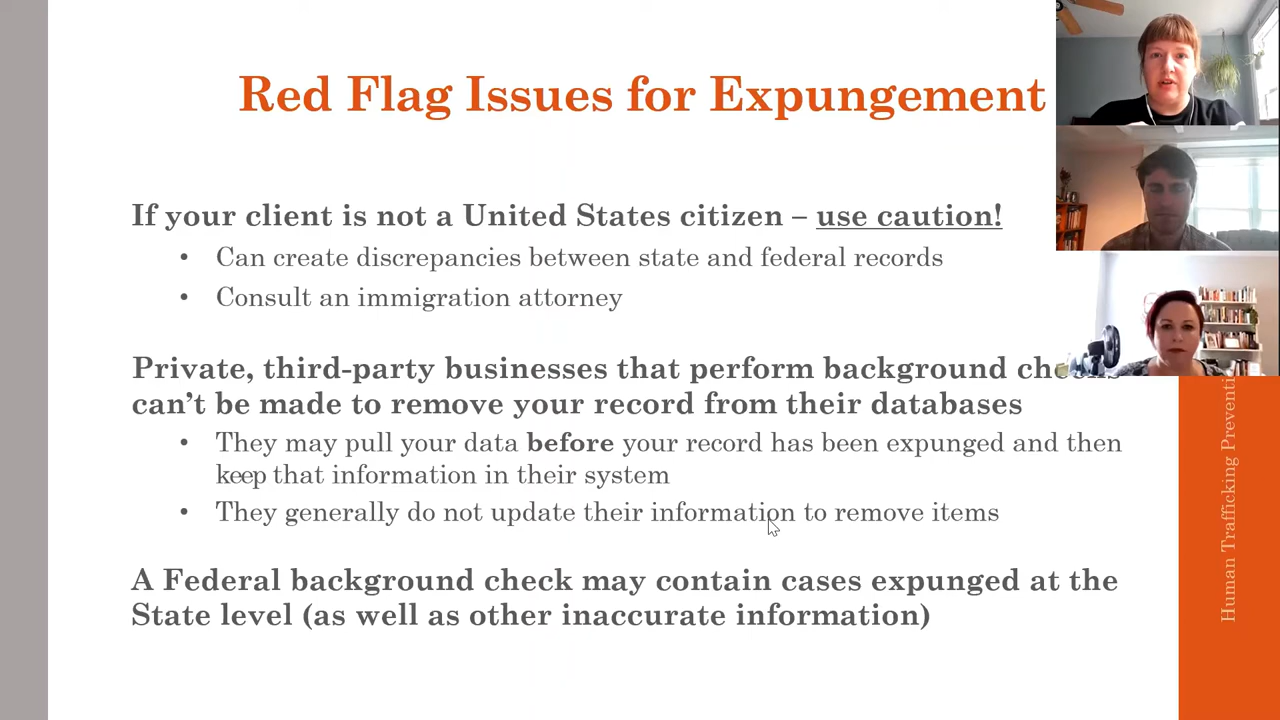 Red Flag Issues for Expungement
If your client is not a United States citizen – use caution!
• Can create discrepancies between state and federal records
• Consult an immigration attorney
Private, third-party businesses that perform background checks
can’t be made to remove your record from their databases
• They may pull your data before your record has been expunged and then
keep that information in their system
• They generally do not update their information to remove items
A Federal background check may contain cases expunged at the
State level (as well as other inaccurate information)
Human Trafficking Preventi